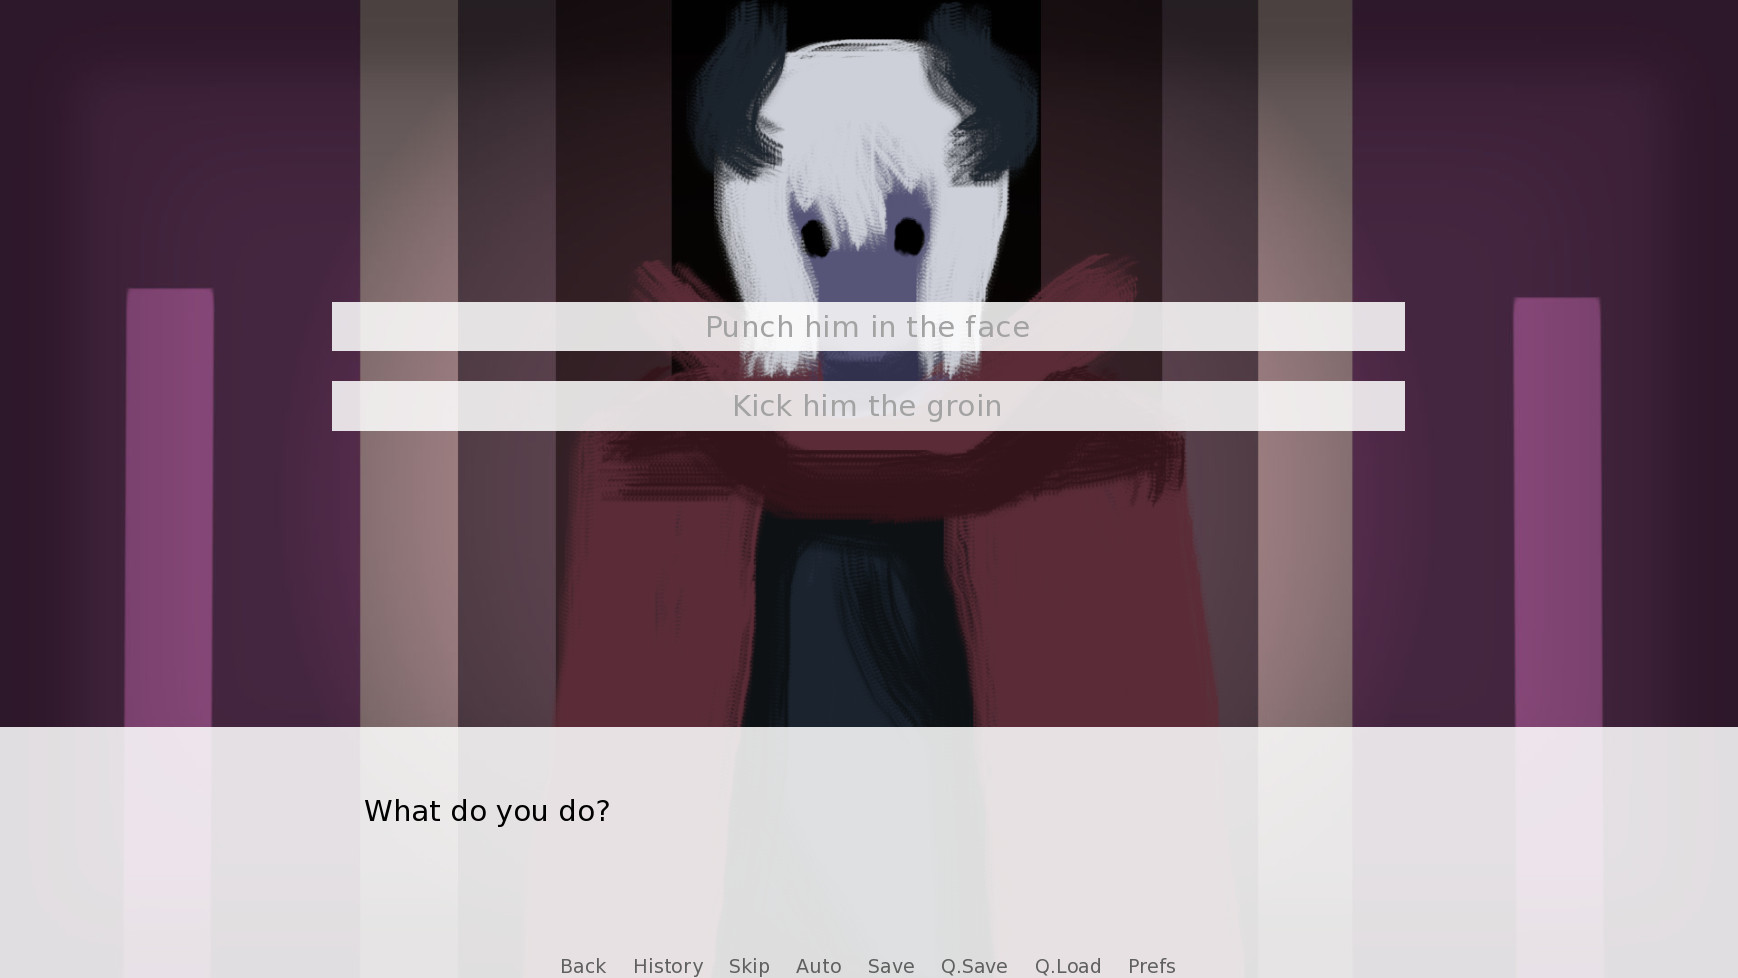 Punch him in the face
Kick him the groin
What do you do?
Back History Skip Auto Save Q.Save Q.Load Prefs